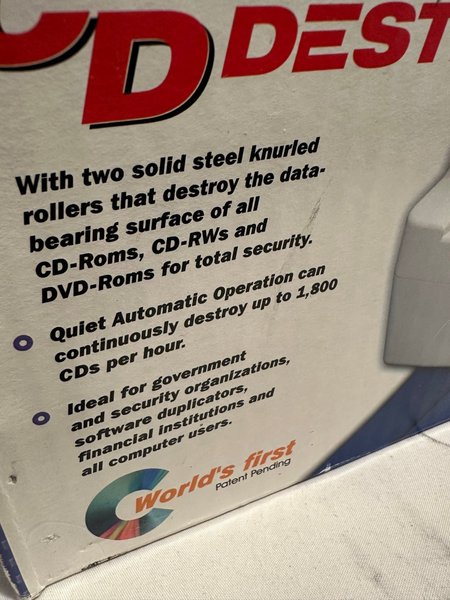 CD DEST
With two solid steel knurled
rollers that destroy the data-
bearing surface of all
CD-Roms, CD-RWs and
DVD-Roms for total security.
Quiet Automatic Operation can
continuously destroy up to 1,800
CDs per hour.
Ideal for government
and security organizations,
software duplicators,
financial institutions and
all computer users.
World's first
Patent Pending